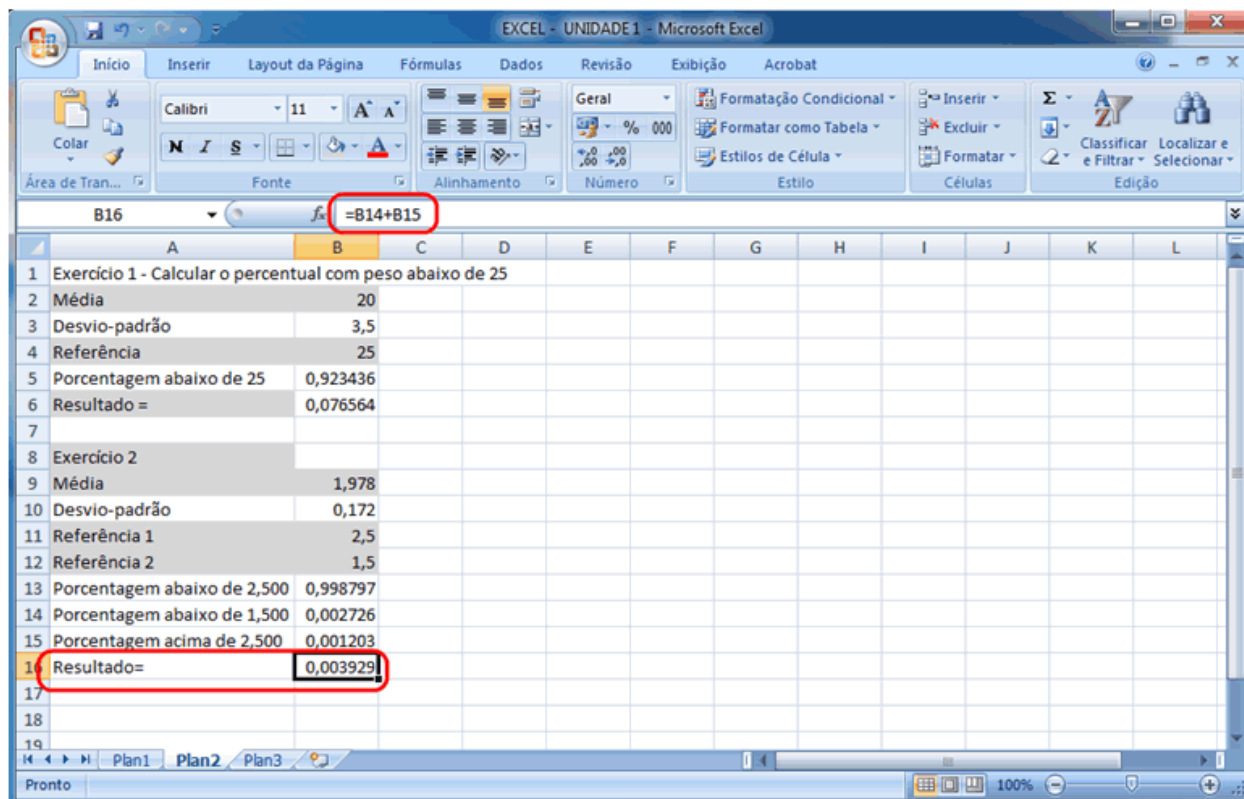 EXCEL - UNIDADE 1 - Microsoft Excel
Início Inserir Layout da Página Fórmulas Dados Revisão Exibição Acrobat
Colar
Calibri 11 A A
N I S A
Geral
% 000
Formatação Condicional
Formatar como Tabela
Estilos de Célula
Inserir
Excluir
Formatar
Σ
Classificar e Filtrar
Localizar e Selecionar
Área de Tran... Fonte Alinhamento Número Estilo Células Edição
B16 fx =B14+B15
A B C D E F G H I J K L
1 Exercício 1 - Calcular o percentual com peso abaixo de 25
2 Média 20
3 Desvio-padrão 3,5
4 Referência 25
5 Porcentagem abaixo de 25 0,923436
6 Resultado = 0,076564
7
8 Exercício 2
9 Média 1,978
10 Desvio-padrão 0,172
11 Referência 1 2,5
12 Referência 2 1,5
13 Porcentagem abaixo de 2,500 0,998797
14 Porcentagem abaixo de 1,500 0,002726
15 Porcentagem acima de 2,500 0,001203
16 Resultado= 0,003929
17
18
19
Plan1 Plan2 Plan3
Pronto 100%